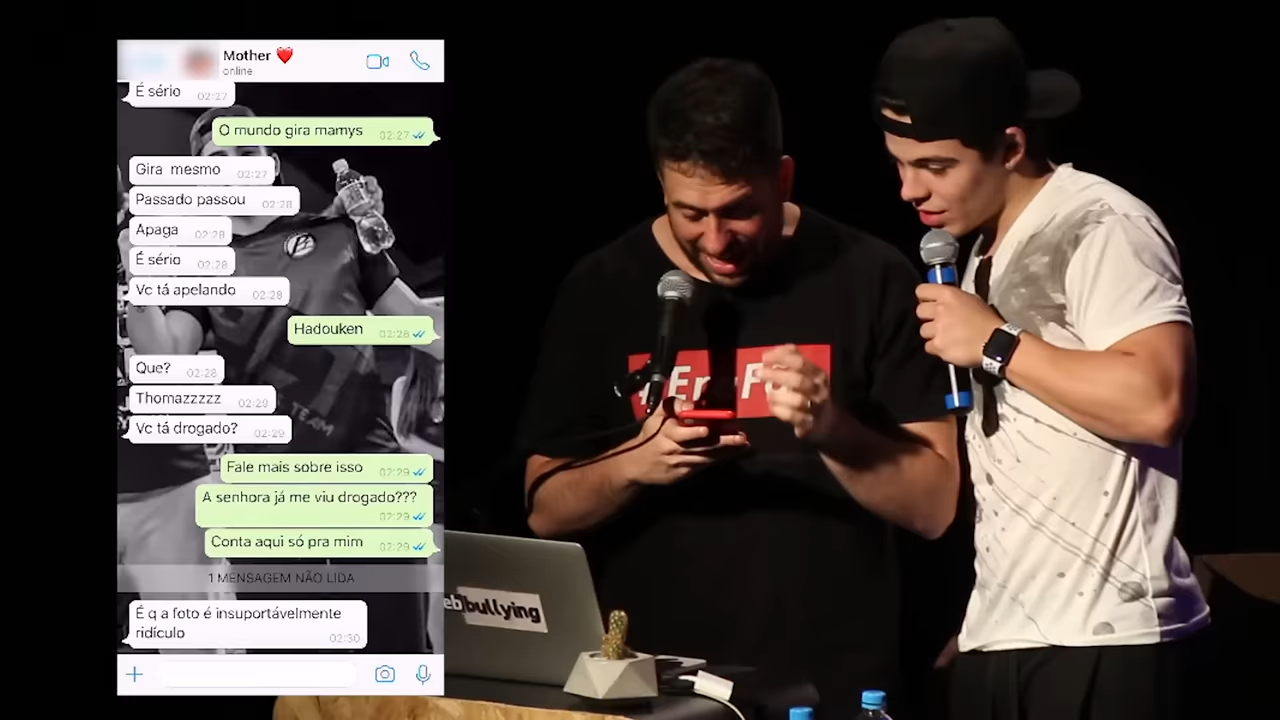 Mother ❤️
online
É sério 02:27
O mundo gira mamys 02:27
Gira mesmo 02:27
Passado passou 02:28
Apaga 02:28
É sério 02:28
Vc tá apelando 02:28
Hadouken 02:28
Que? 02:28
Thomazzzzz 02:29
Vc tá drogado? 02:29
Fale mais sobre isso 02:29
A senhora já me viu drogado???
02:29
Conta aqui só pra mim 02:29
1 MENSAGEM NÃO LIDA
É q a foto é insuportávelmente
ridículo 02:30
TEAM
eb)bullying